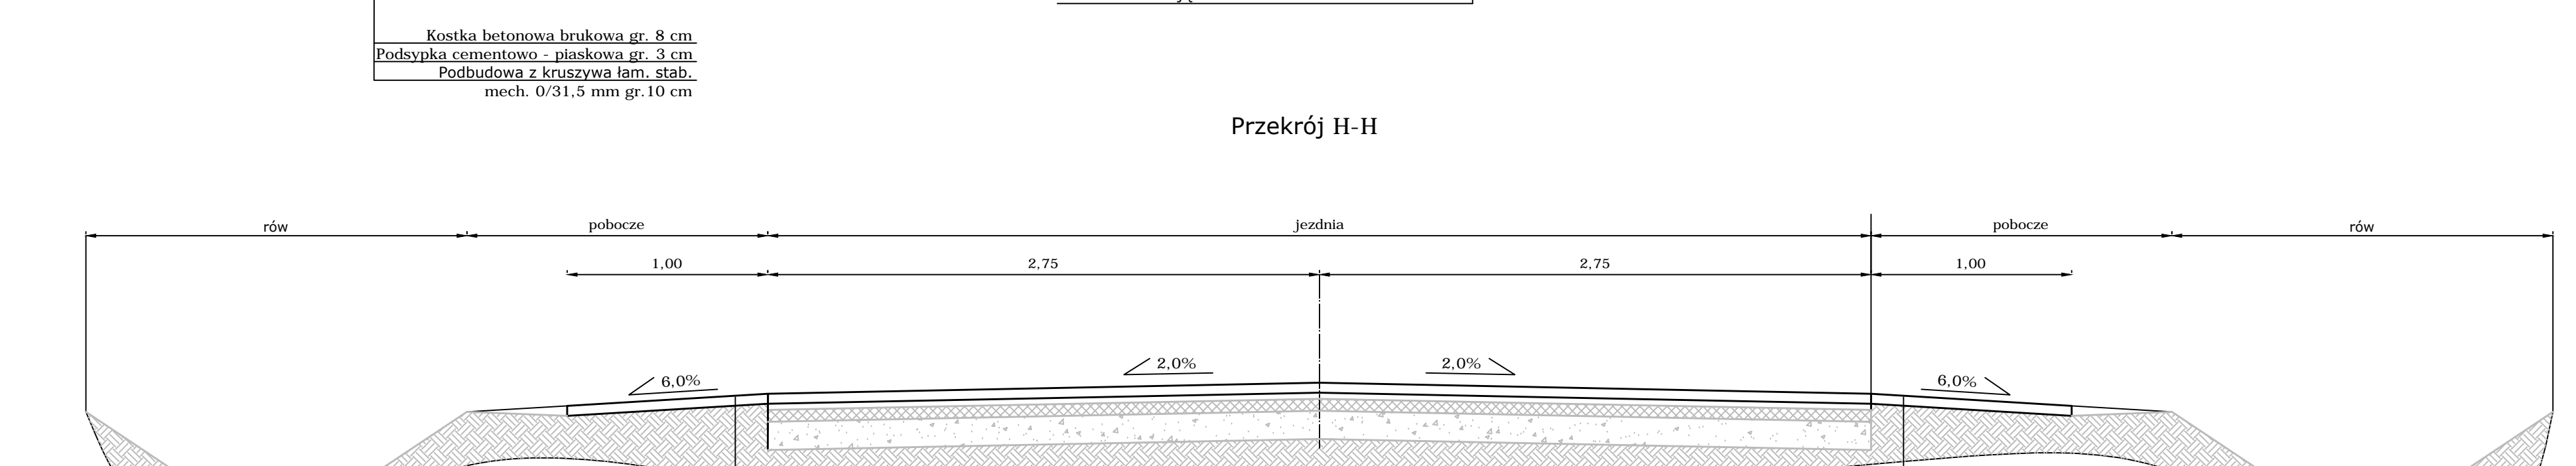 Kostka betonowa brukowa gr. 8 cm
Podsypka cementowo - piaskowa gr. 3 cm
Podbudowa z kruszywa łam. stab.
mech. 0/31,5 mm gr.10 cm
Przekrój H-H
rów pobocze jezdnia pobocze rów
1,00 2,75 2,75 1,00
6,0% 2,0% 2,0% 6,0%